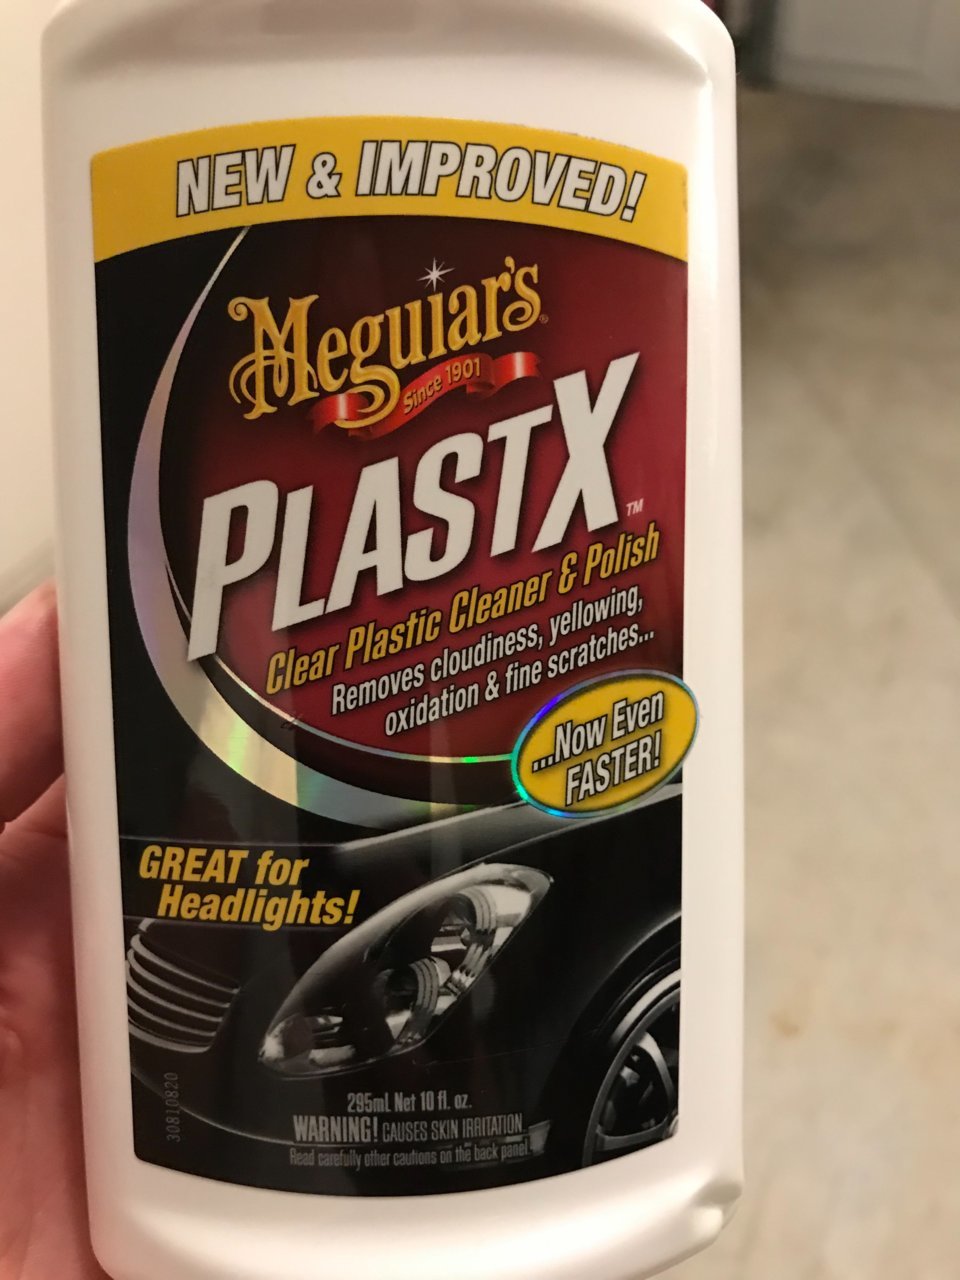 NEW & IMPROVED!
Meguiar's
Since 1901
PLASTX™
Clear Plastic Cleaner & Polish
Removes cloudiness, yellowing,
oxidation & fine scratches...
...Now Even
FASTER!
GREAT for
Headlights!
30810820
295mL Net 10 fl. oz.
WARNING! CAUSES SKIN IRRITATION.
Read carefully other cautions on the back panel.